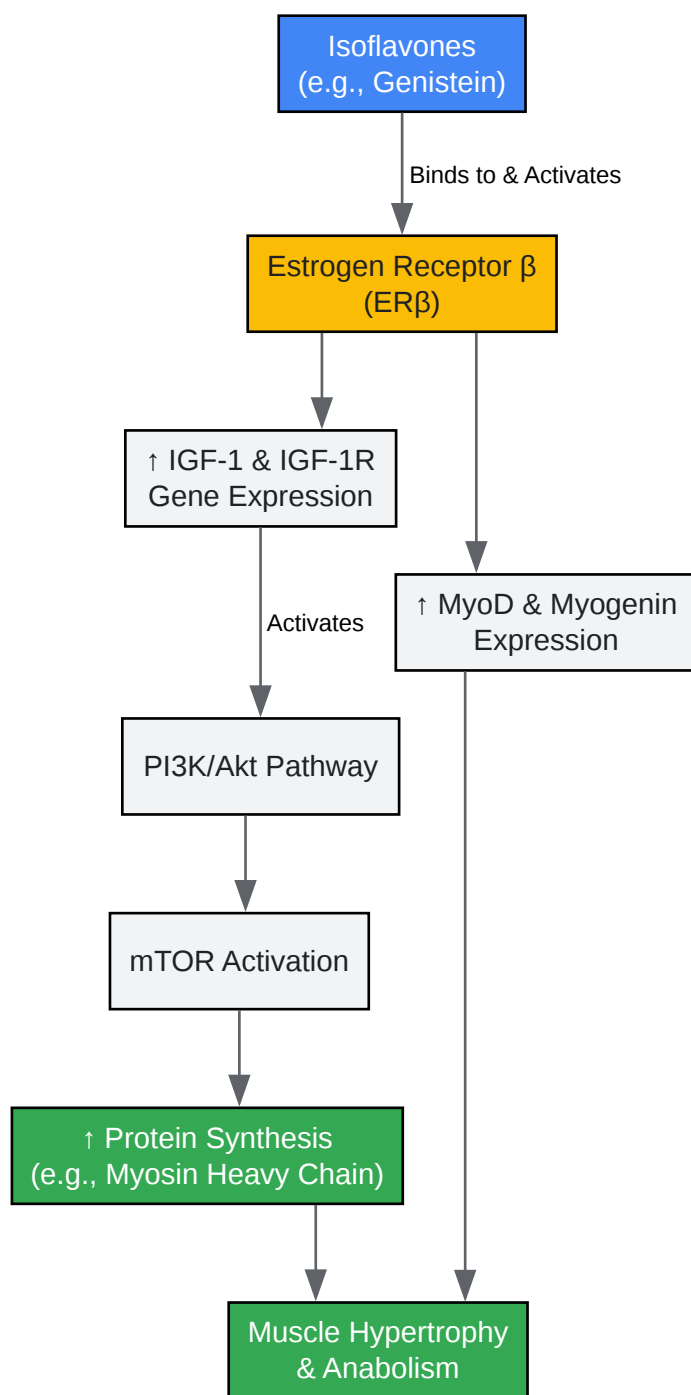 Isoflavones
(e.g., Genistein)
Binds to & Activates
Estrogen Receptor β
(ERβ)
↑ IGF-1 & IGF-1R
Gene Expression
↑ MyoD & Myogenin
Expression
Activates
PI3K/Akt Pathway
mTOR Activation
↑ Protein Synthesis
(e.g., Myosin Heavy Chain)
Muscle Hypertrophy
& Anabolism